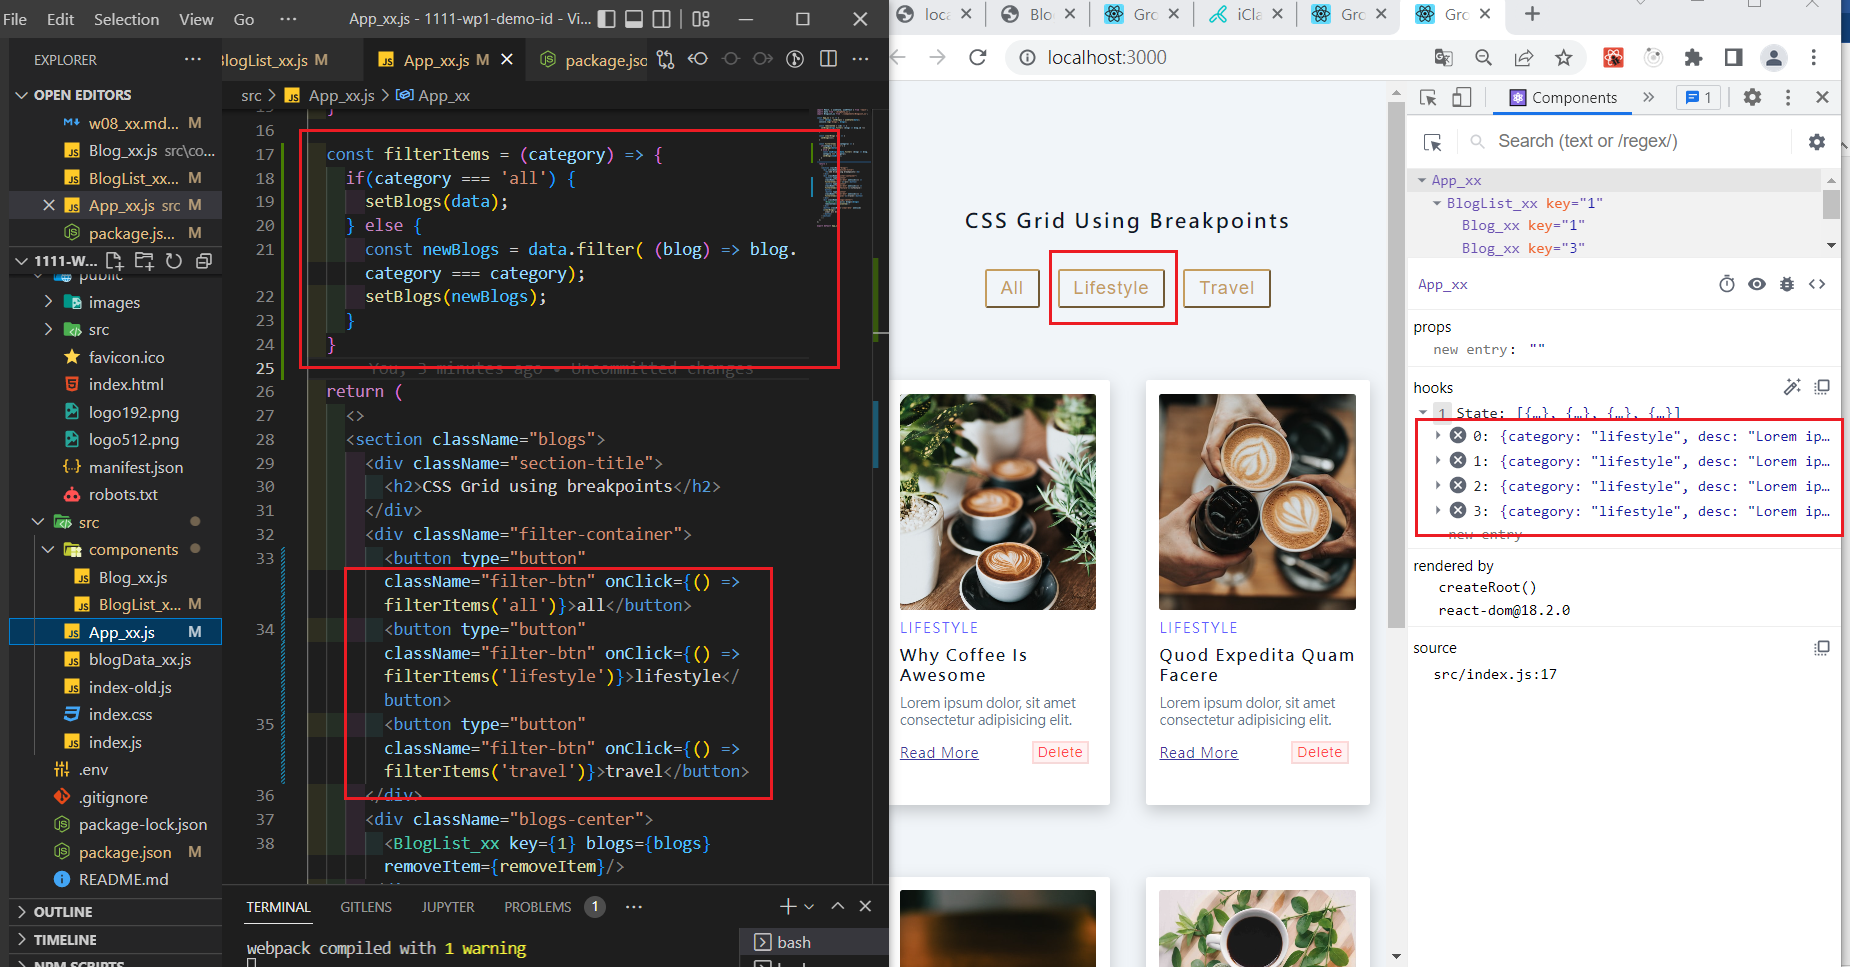 File Edit Selection View Go ··· App_xx.js - 1111-wp1-demo-id - Vi...
EXPLORER ···
OPEN EDITORS
w08_xx.md... M
Blog_xx.js src\co...
BlogList_xx... M
App_xx.js src M
package.js... M
1111-W...
public
images
src
favicon.ico
index.html
logo192.png
logo512.png
manifest.json
robots.txt
src
components
Blog_xx.js
BlogList_x... M
App_xx.js M
blogData_xx.js
index-old.js
index.css
index.js
.env
.gitignore
package-lock.json
package.json M
README.md
OUTLINE
TIMELINE
NPM SCRIPTS
BlogList_xx.js M App_xx.js M package.jso
src > App_xx.js > App_xx
16
17 const filterItems = (category) => {
18 if(category === 'all') {
19 setBlogs(data);
20 } else {
21 const newBlogs = data.filter( (blog) => blog.
category === category);
22 setBlogs(newBlogs);
23 }
24 }
25 You, 3 minutes ago • Uncommitted changes
26 return (
27 <>
28 <section className="blogs">
29 <div className="section-title">
30 <h2>CSS Grid using breakpoints</h2>
31 </div>
32 <div className="filter-container">
33 <button type="button"
className="filter-btn" onClick={() =>
filterItems('all')}>all</button>
34 <button type="button"
className="filter-btn" onClick={() =>
filterItems('lifestyle')}>lifestyle</
button>
35 <button type="button"
className="filter-btn" onClick={() =>
filterItems('travel')}>travel</button>
36 </div>
37 <div className="blogs-center">
38 <BlogList_xx key={1} blogs={blogs}
removeItem={removeItem}/>
TERMINAL GITLENS JUPYTER PROBLEMS 1 ···
webpack compiled with 1 warning
bash
loca Blo Gro iCla Gro Gro
localhost:3000
CSS Grid Using Breakpoints
All Lifestyle Travel
LIFESTYLE
Why Coffee Is
Awesome
Lorem ipsum dolor, sit amet
consectetur adipisicing elit.
Read More Delete
LIFESTYLE
Quod Expedita Quam
Facere
Lorem ipsum dolor, sit amet
consectetur adipisicing elit.
Read More Delete
Components » 1
Search (text or /regex/)
App_xx
BlogList_xx key="1"
Blog_xx key="1"
Blog_xx key="3"
App_xx
props
new entry: ""
hooks
1 State: [{…}, {…}, {…}, {…}]
0: {category: "lifestyle", desc: "Lorem ip…
1: {category: "lifestyle", desc: "Lorem ip…
2: {category: "lifestyle", desc: "Lorem ip…
3: {category: "lifestyle", desc: "Lorem ip…
new entry
rendered by
createRoot()
react-dom@18.2.0
source
src/index.js:17